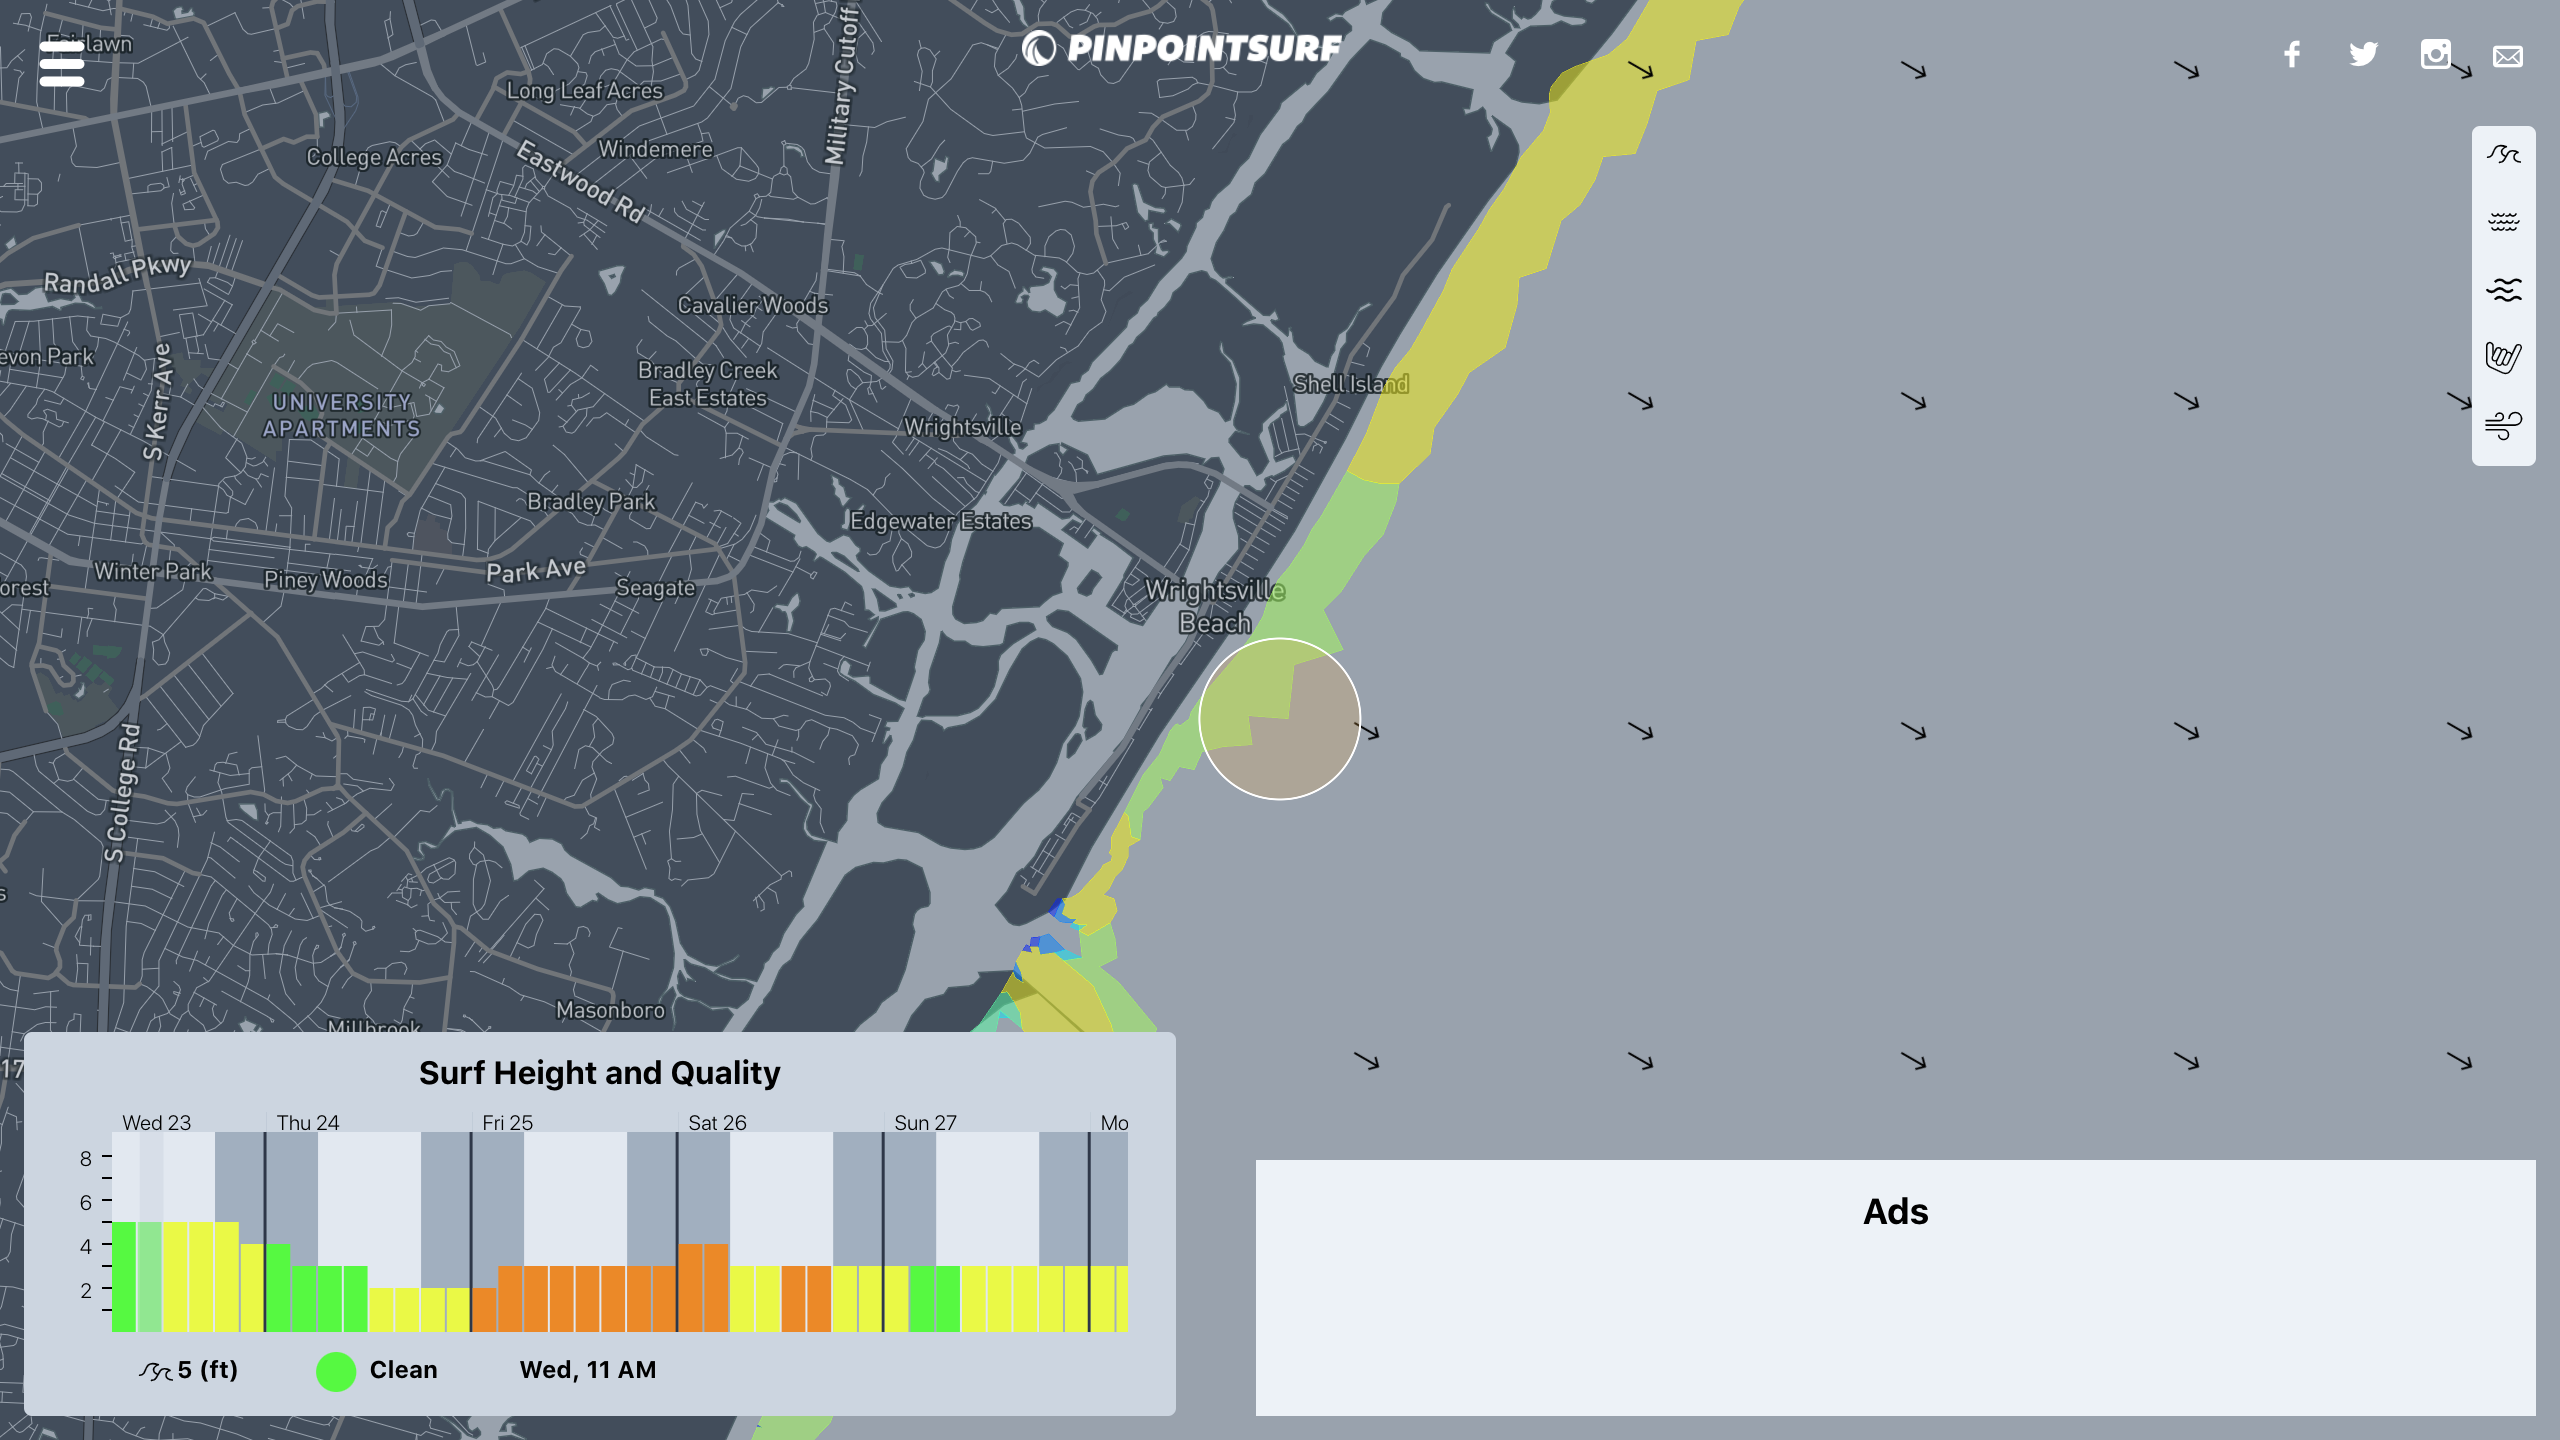 Fairlawn
PINPOINTSURF
Military Cutoff
Long Leaf Acres
College Acres
Windemere
Eastwood Rd
Randall Pkwy
Cavalier Woods
evon Park
S Kerr Ave
Bradley Creek
East Estates
Shell Island
UNIVERSITY
APARTMENTS
Wrightsville
Bradley Park
Edgewater Estates
Winter Park
Piney Woods
Park Ave
Seagate
orest
Wrightsville
Beach
S College Rd
s
Masonboro
Millbrook
17
Surf Height and Quality
Wed 23 Thu 24 Fri 25 Sat 26 Sun 27 Mo
8
6
4
2
5 (ft) Clean Wed, 11 AM
Ads